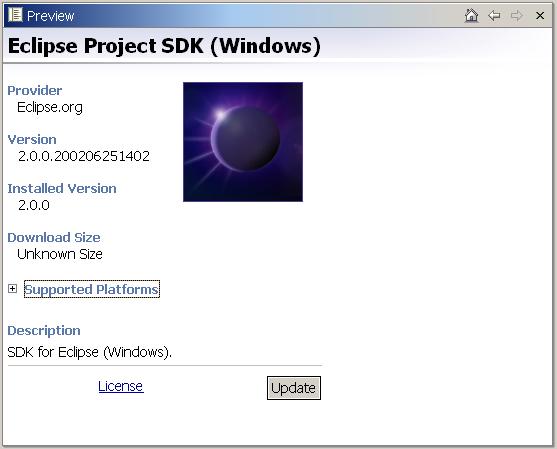 Preview
Eclipse Project SDK (Windows)
Provider
Eclipse.org
Version
2.0.0.200206251402
Installed Version
2.0.0
Download Size
Unknown Size
Supported Platforms
Description
SDK for Eclipse (Windows).
License
Update